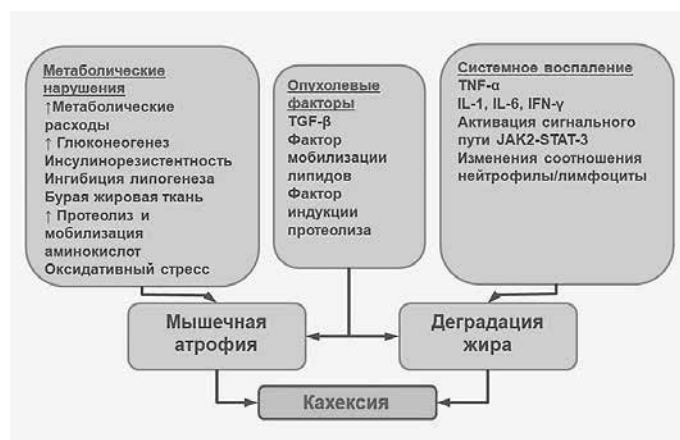 Метаболические
нарушения
↑Метаболические
расходы
↑ Глюконеогенез
Инсулинорезистентность
Ингибиция липогенеза
Бурая жировая ткань
↑ Протеолиз и
мобилизация
аминокислот
Оксидативный стресс
Опухолевые
факторы
TGF-β
Фактор
мобилизации
липидов
Фактор
индукции
протеолиза
Системное воспаление
TNF-α
IL-1, IL-6, IFN-γ
Активация сигнального
пути JAK2-STAT-3
Изменения соотношения
нейтрофилы/лимфоциты
Мышечная
атрофия
Деградация
жира
Кахексия